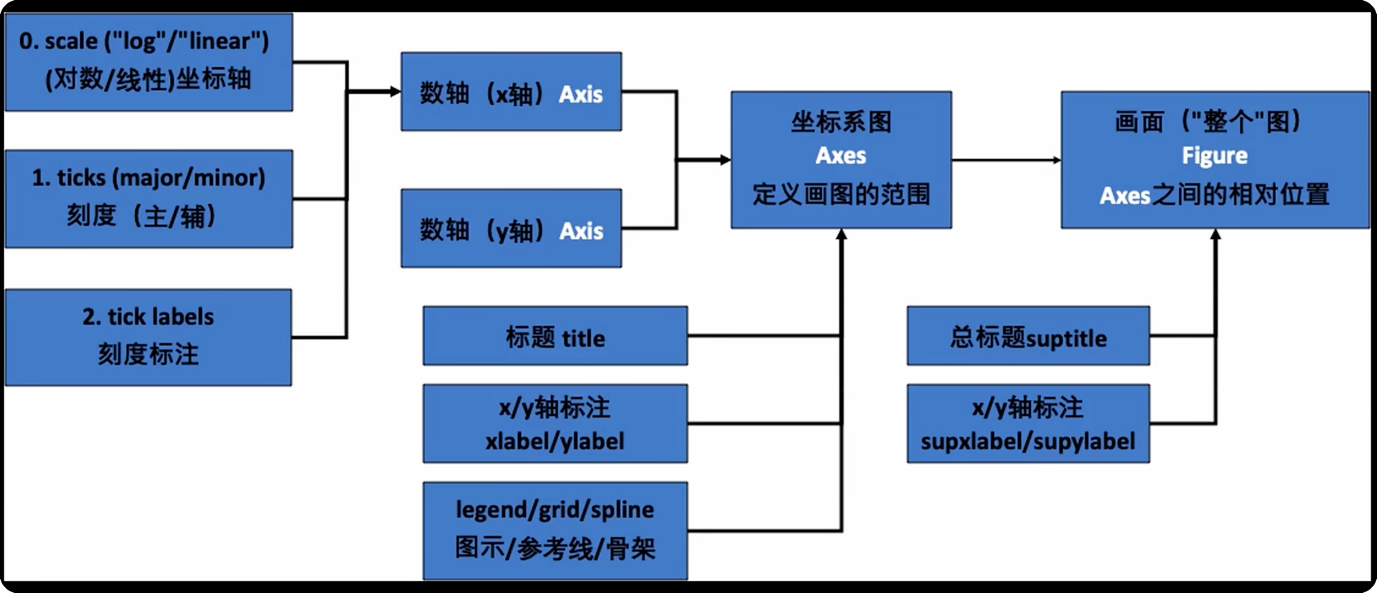 0. scale ("log"/"linear")
(对数/线性)坐标轴
1. ticks (major/minor)
刻度（主/辅）
2. tick labels
刻度标注
数轴（x轴）Axis
数轴（y轴）Axis
坐标系图
Axes
定义画图的范围
画面（"整个"图）
Figure
Axes之间的相对位置
标题 title
x/y轴标注
xlabel/ylabel
legend/grid/spline
图示/参考线/骨架
总标题suptitle
x/y轴标注
supxlabel/supylabel